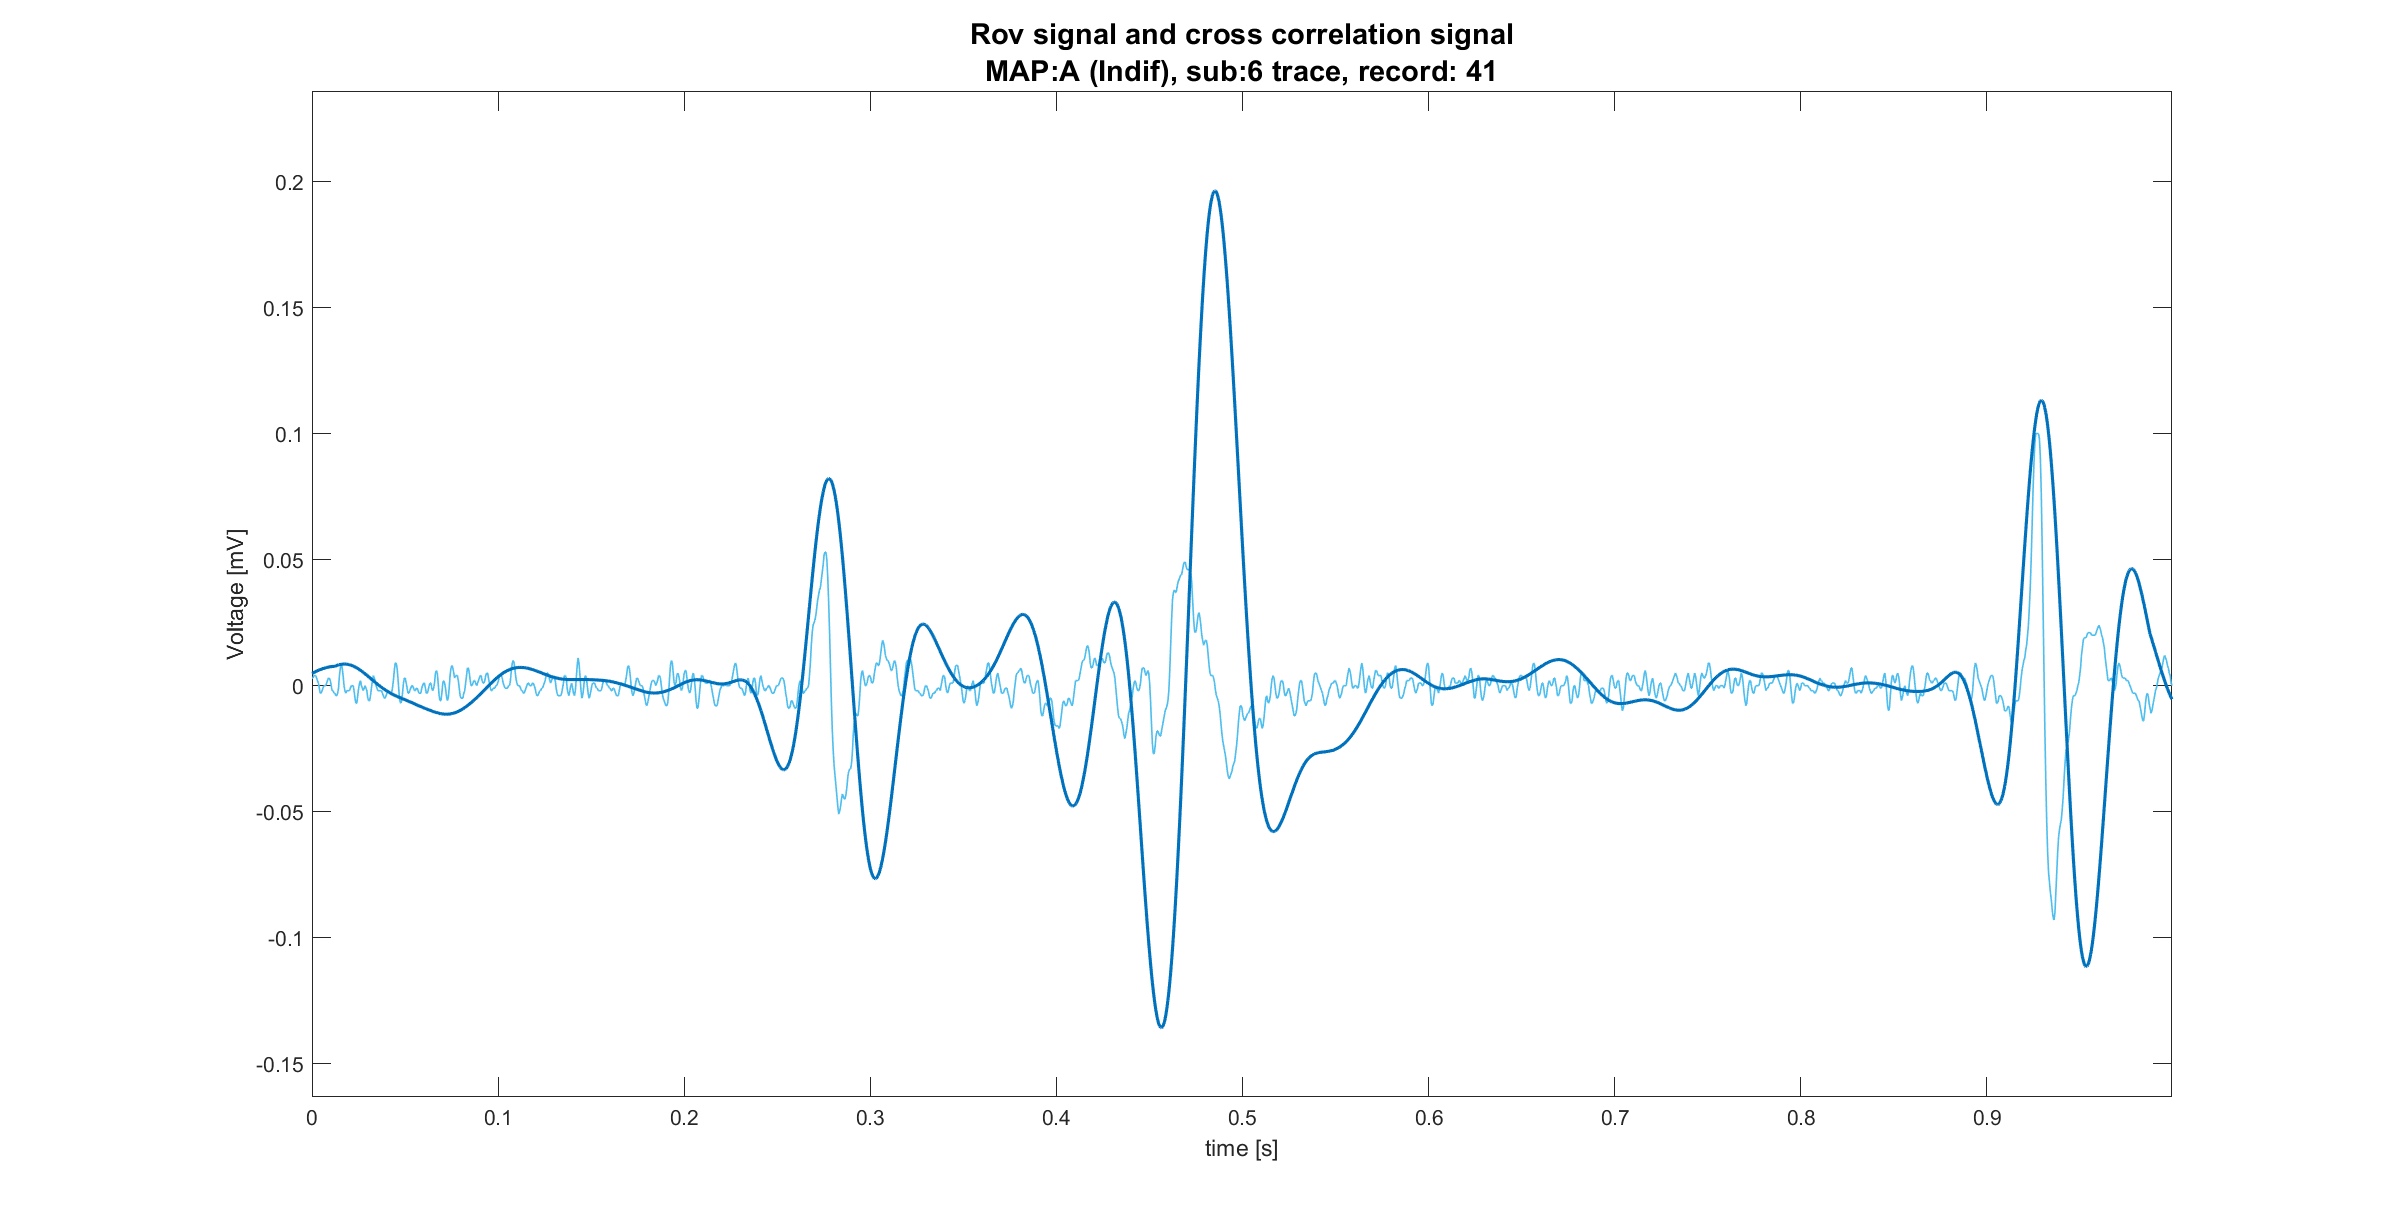 Rov signal and cross correlation signal
MAP:A (Indif), sub:6 trace, record: 41
Voltage [mV]
0.2
0.15
0.1
0.05
0
-0.05
-0.1
-0.15
0 0.1 0.2 0.3 0.4 0.5 0.6 0.7 0.8 0.9
time [s]